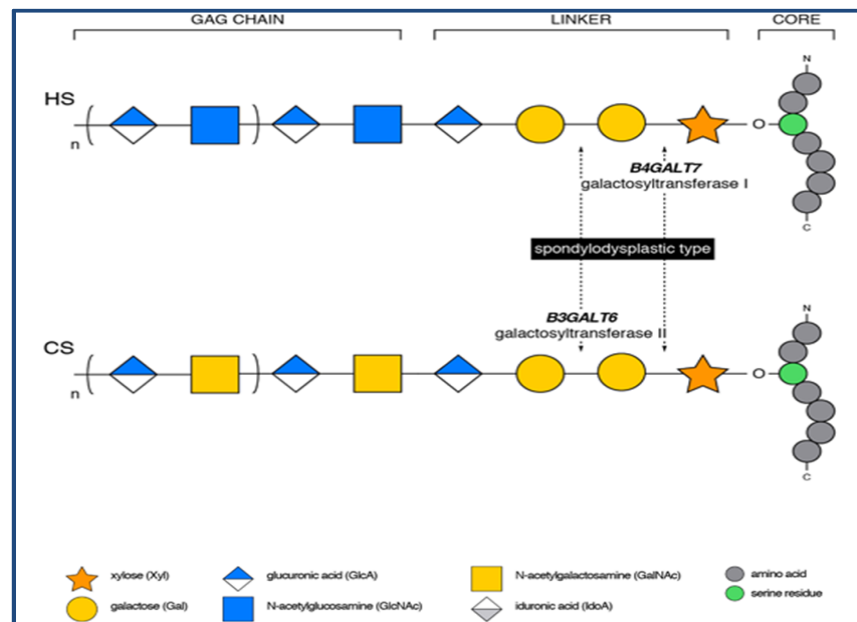 GAG CHAIN LINKER CORE
N
HS
n
O
B4GALT7
galactosyltransferase I
C
spondylodysplastic type
N
B3GALT6
galactosyltransferase II
CS
n
O
C
xylose (Xyl) glucuronic acid (GlcA) N-acetylgalactosamine (GalNAc) amino acid
serine residue
galactose (Gal) N-acetylglucosamine (GlcNAc) iduronic acid (IdoA)